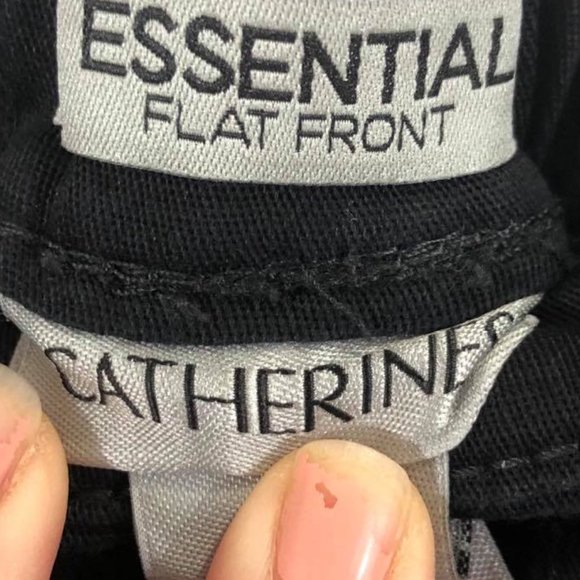 ESSENTIAL
FLAT FRONT
CATHERINES